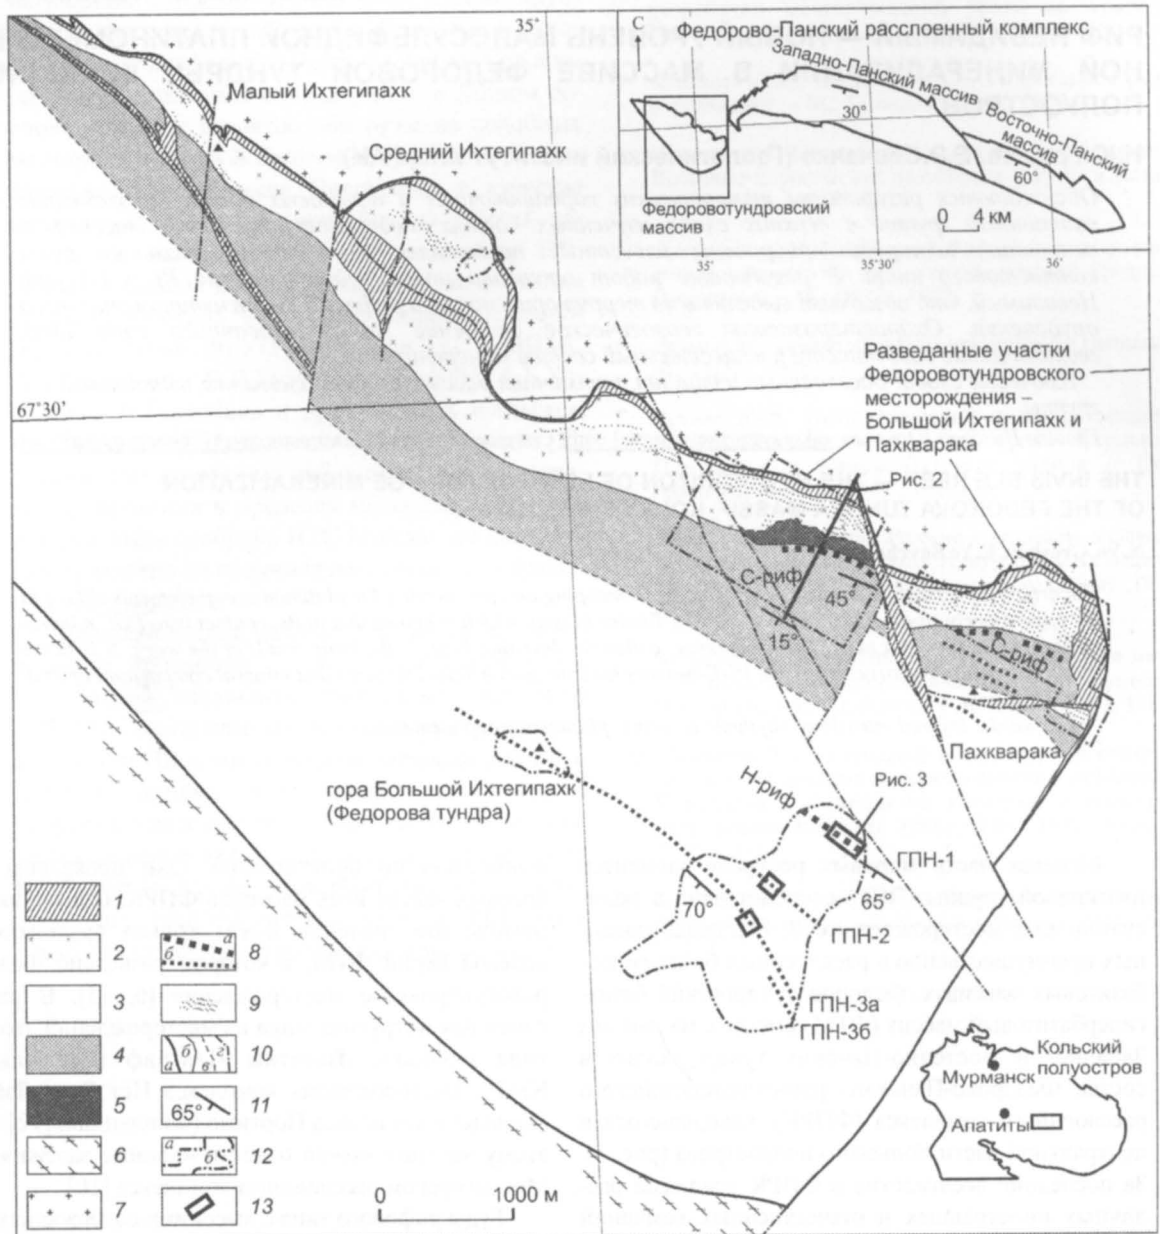 35°
С
Федорово-Панский расслоенный комплекс
Западно-Панский массив
30°
Восточно-Панский
массив
60°
Федоровотундровский
массив
0 4 км
35°
35°30'
36°
Малый Ихтегипахк
Средний Ихтегипахк
67°30'
Разведанные участки
Федоровотундровского
месторождения –
Большой Ихтегипахк и
Пахкварака
Рис. 2
С-риф
45°
15°
С-риф
Пахкварака
гора Большой Ихтегипахк
(Федорова тундра)
Н-риф
Рис. 3
ГПН-1
65°
70°
ГПН-2
ГПН-3а
ГПН-3б
1
2
3
4
5
6
7
а
б
8
9
а
б
в
г
10
65°
11
а
б
12
13
0 1000 м
Кольский
полуостров
Мурманск
Апатиты